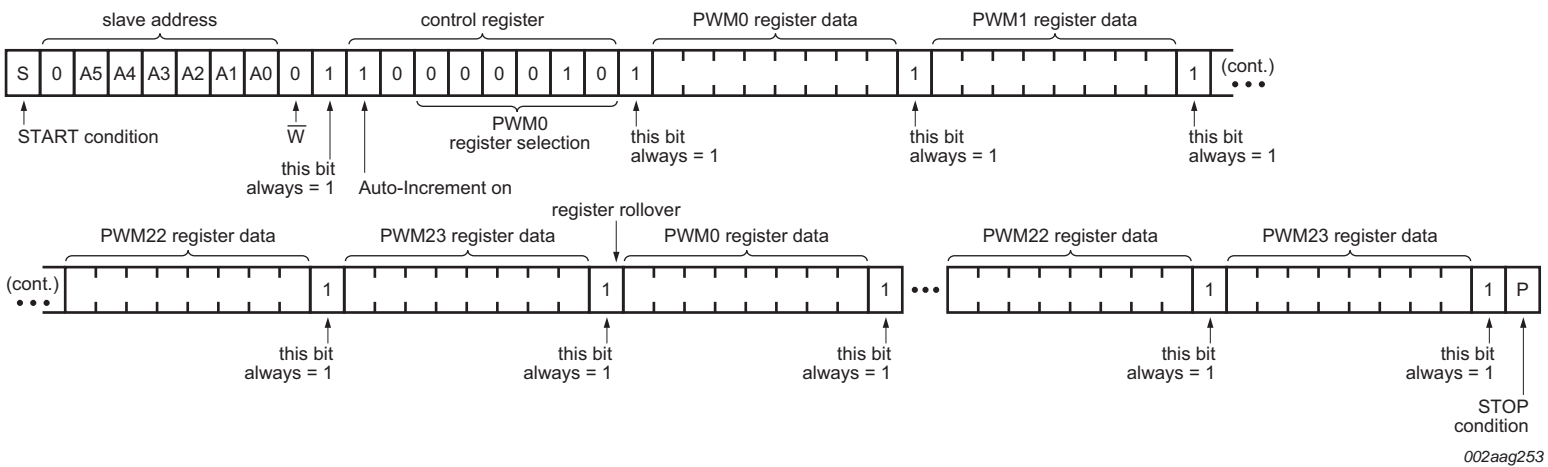 slave address control register PWM0 register data PWM1 register data
S 0 A5 A4 A3 A2 A1 A0 0 1 1 0 0 0 0 0 1 0 1 1 1 (cont.)
START condition W PWM0 register selection this bit always = 1 this bit always = 1 this bit always = 1
this bit always = 1 Auto-Increment on
register rollover
PWM22 register data PWM23 register data PWM0 register data PWM22 register data PWM23 register data
(cont.) 1 1 1 1 1 P
this bit always = 1 this bit always = 1 this bit always = 1 this bit always = 1 this bit always = 1
STOP condition
002aag253